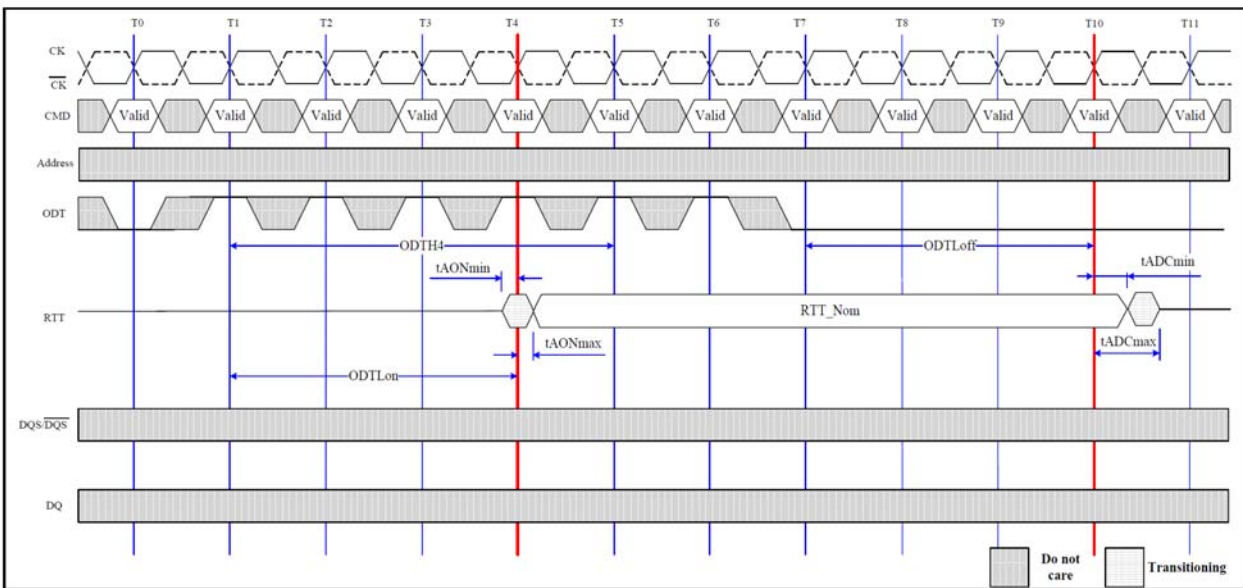 T0 T1 T2 T3 T4 T5 T6 T7 T8 T9 T10 T11
CK
CK
CMD Valid Valid Valid Valid Valid Valid Valid Valid Valid Valid Valid Valid
Address
ODT
ODTH4 ODTLoff
tAONmin tADCmin
RTT RTT_Nom
tAONmax tADCmax
ODTLon
DQS/DQS
DQ
Do not care Transitioning